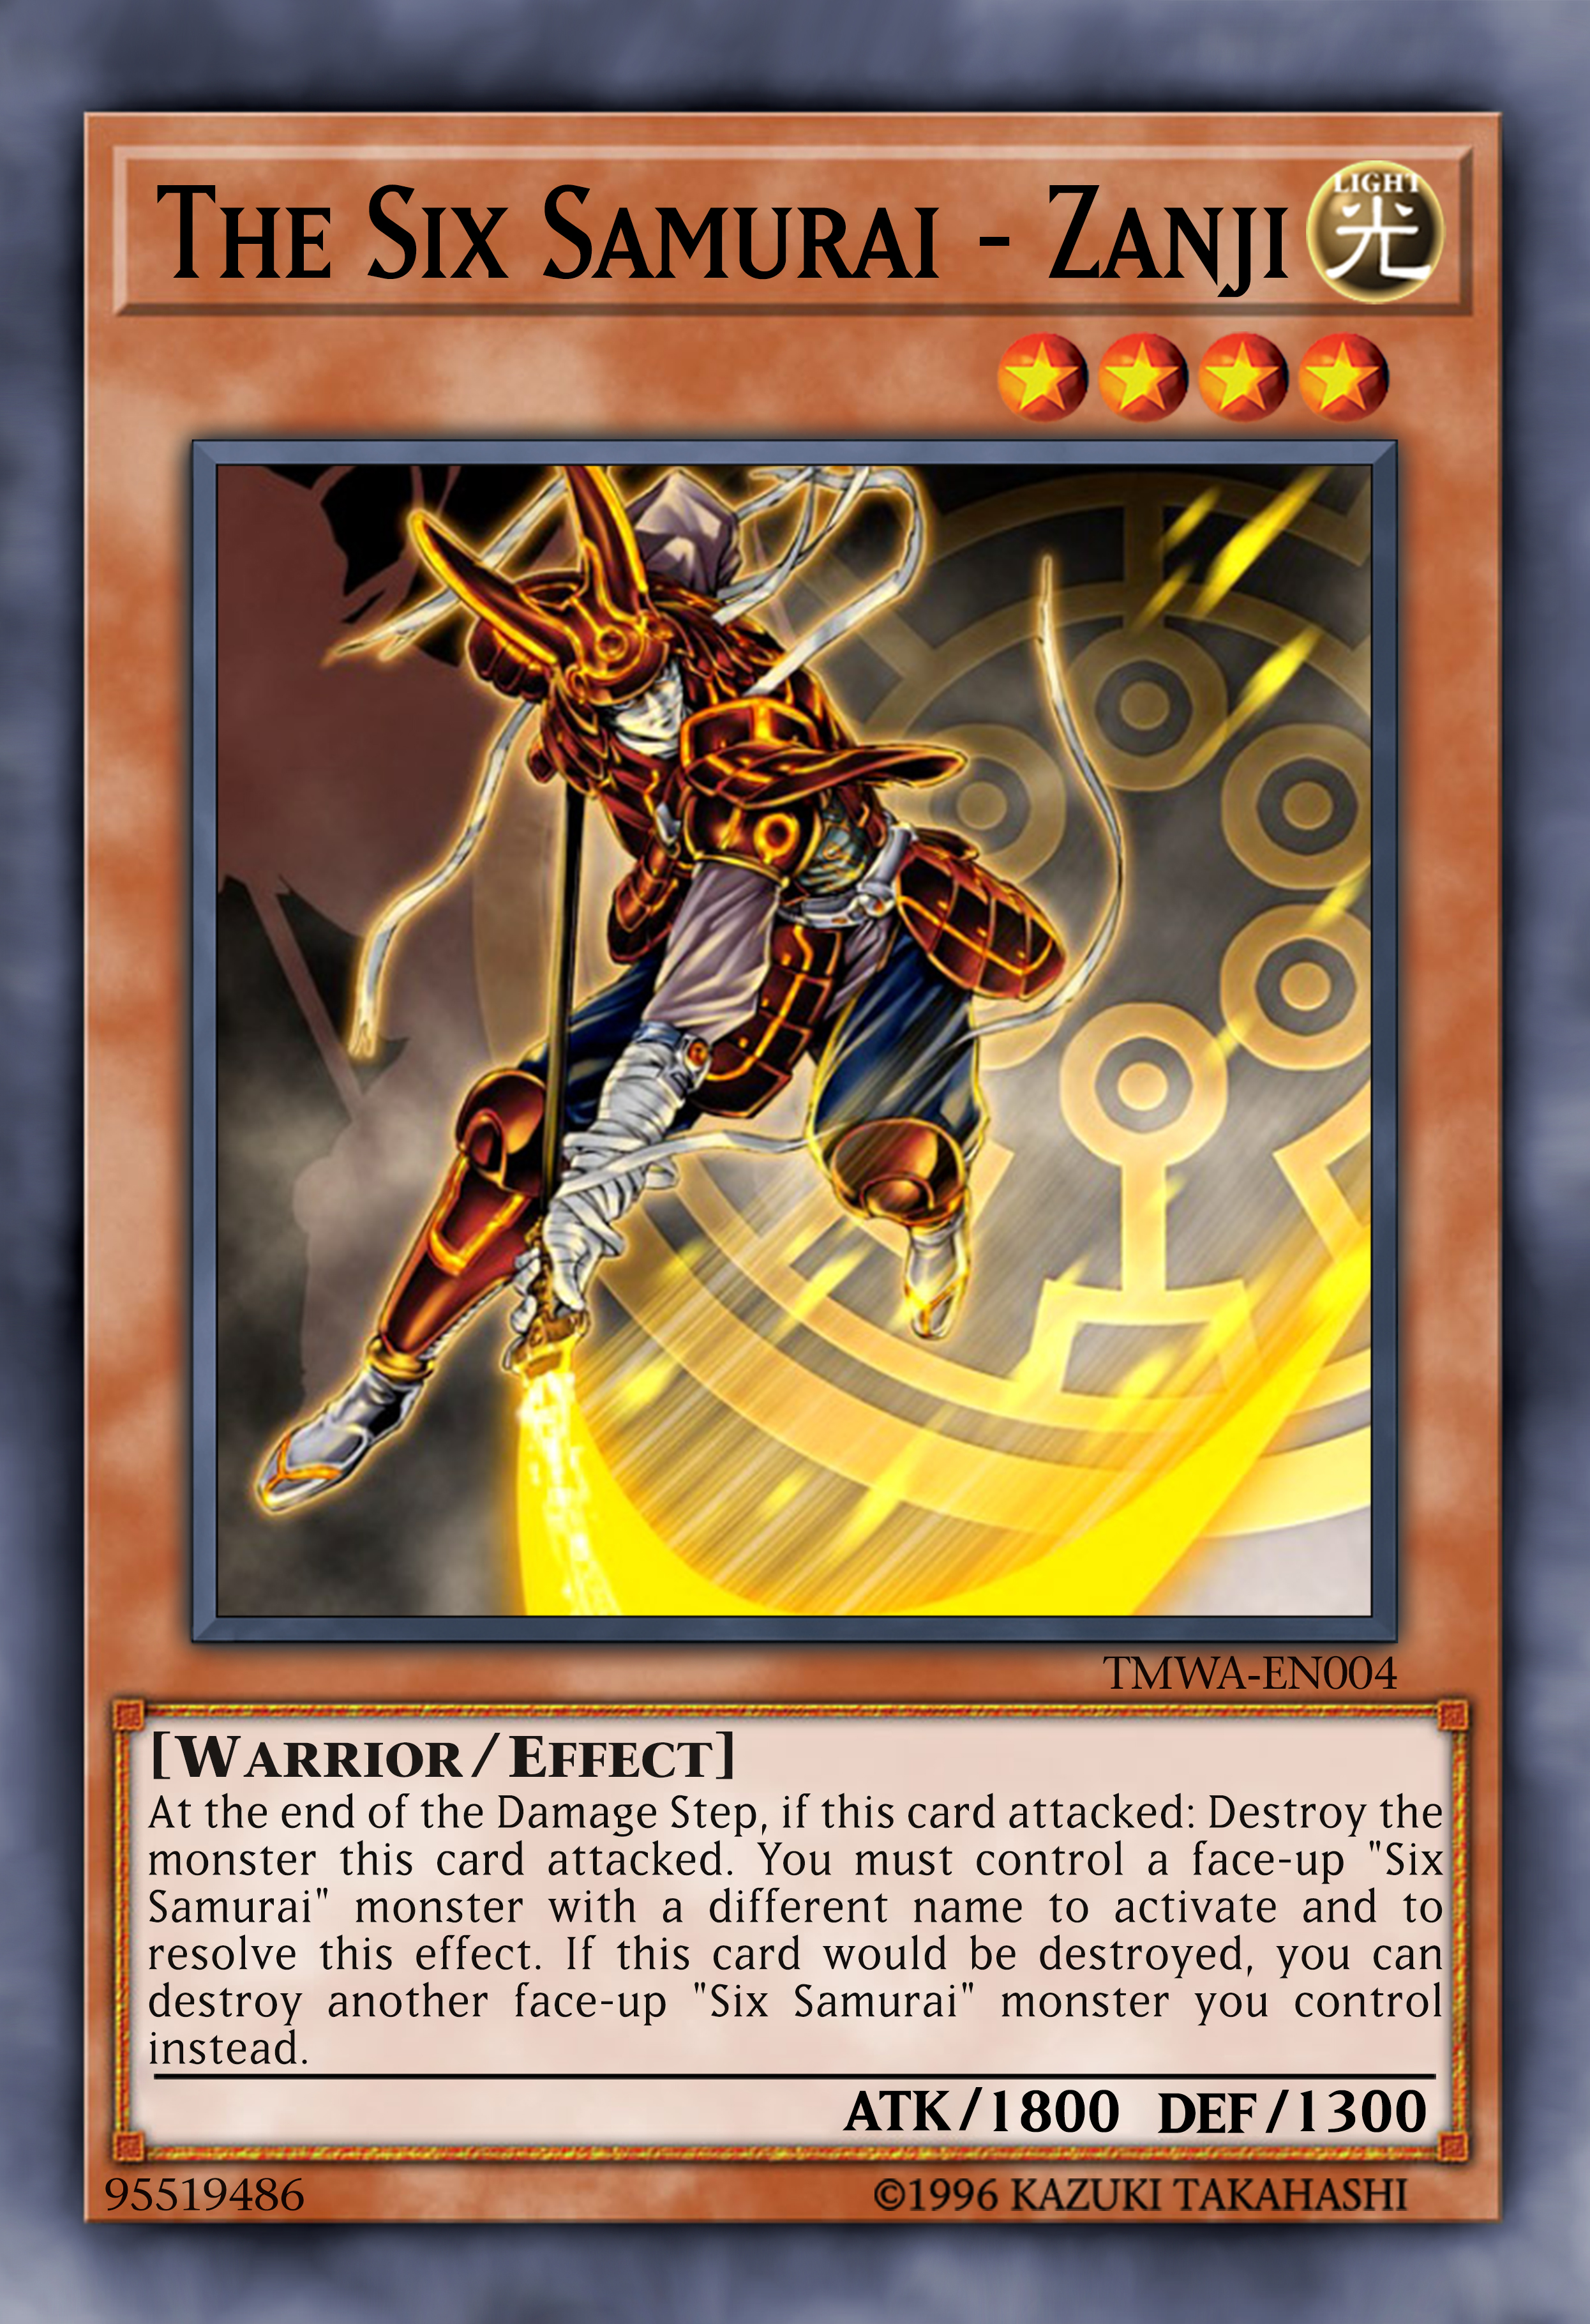 The Six Samurai - Zanji
LIGHT
光
TMWA-EN004
[Warrior/Effect]
At the end of the Damage Step, if this card attacked: Destroy the
monster this card attacked. You must control a face-up "Six
Samurai" monster with a different name to activate and to
resolve this effect. If this card would be destroyed, you can
destroy another face-up "Six Samurai" monster you control
instead.
ATK/1800 DEF/1300
95519486
©1996 KAZUKI TAKAHASHI